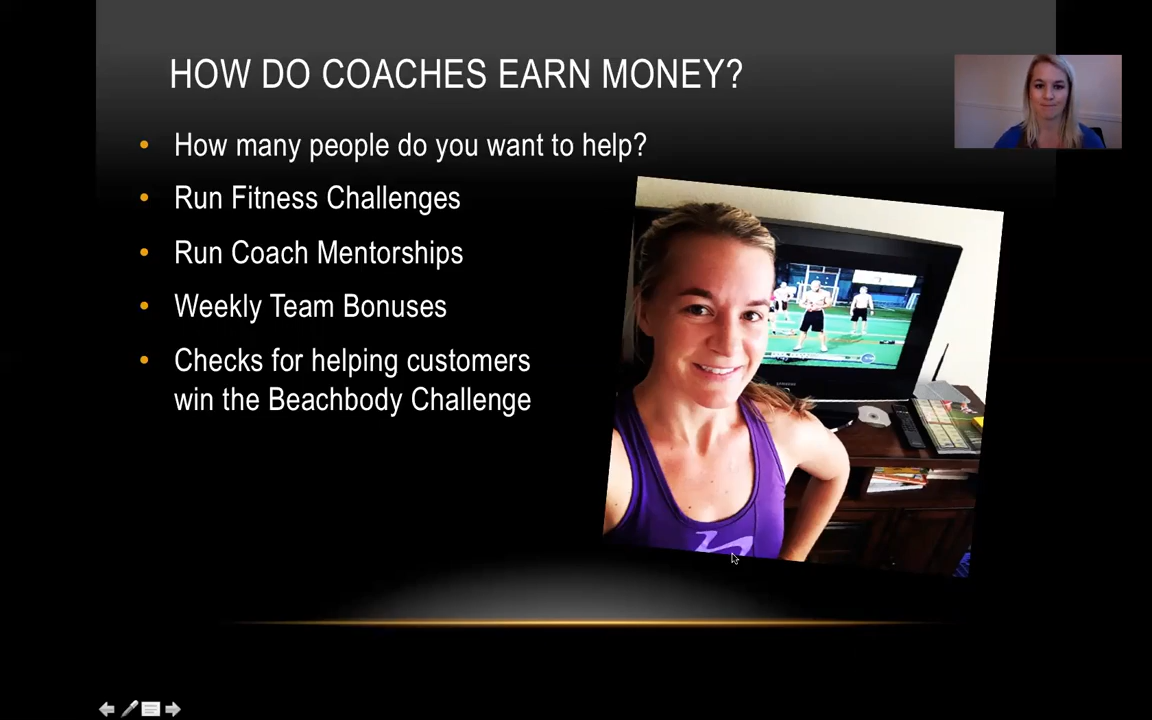 HOW DO COACHES EARN MONEY?
• How many people do you want to help?
• Run Fitness Challenges
• Run Coach Mentorships
• Weekly Team Bonuses
• Checks for helping customers
win the Beachbody Challenge